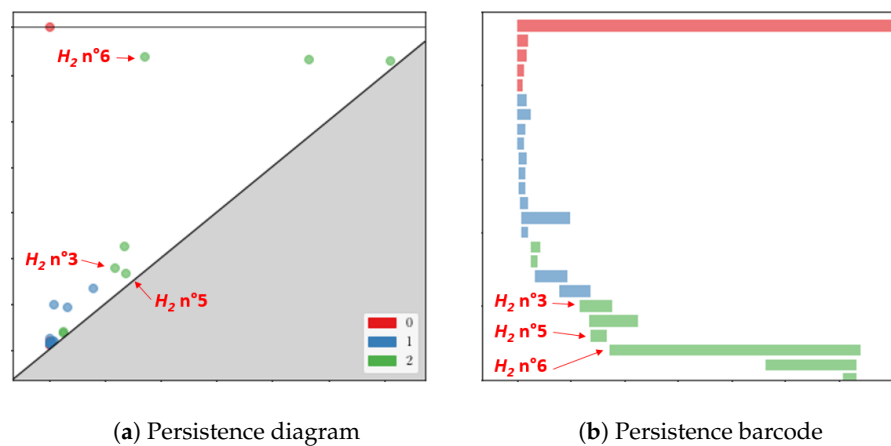 H₂ n°6
H₂ n°3
H₂ n°5
0
1
2
H₂ n°3
H₂ n°5
H₂ n°6
(a) Persistence diagram
(b) Persistence barcode